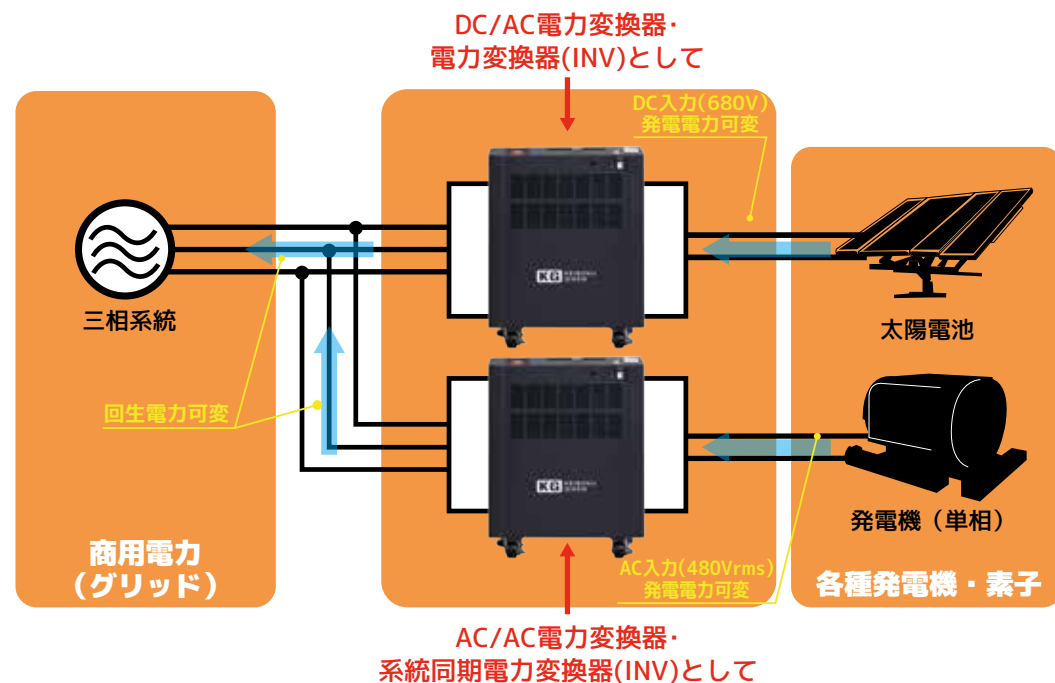 DC/AC電力変換器・
電力変換器(INV)として
DC入力(680V)
発電電力可変
三相系統
KG
太陽電池
回生電力可変
KG
発電機（単相）
商用電力
（グリッド）
AC入力(480Vrms)
発電電力可変
各種発電機・素子
AC/AC電力変換器・
系統同期電力変換器(INV)として